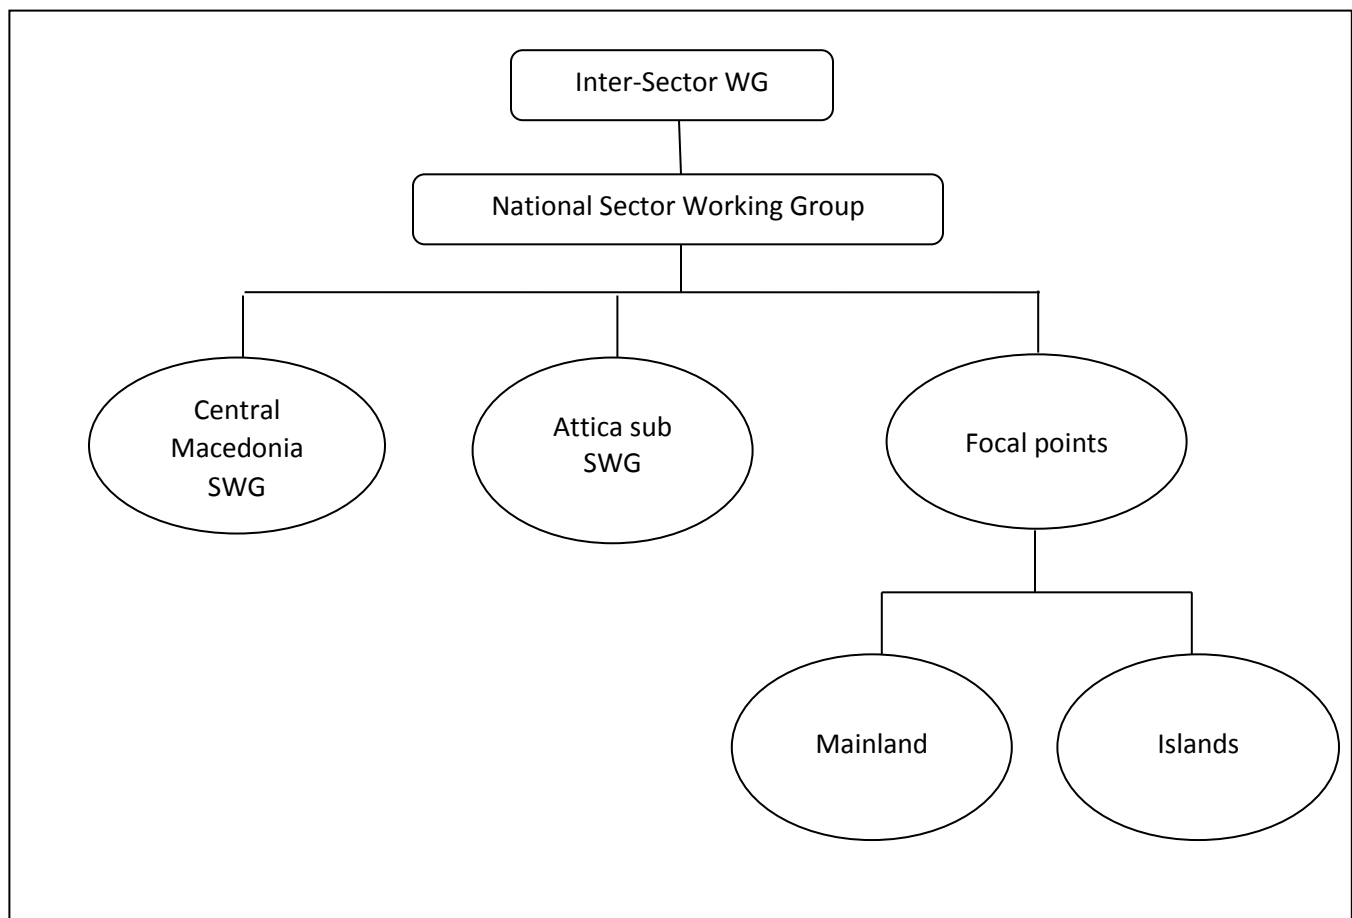 Inter-Sector WG
National Sector Working Group
Central
Macedonia
SWG
Attica sub
SWG
Focal points
Mainland
Islands